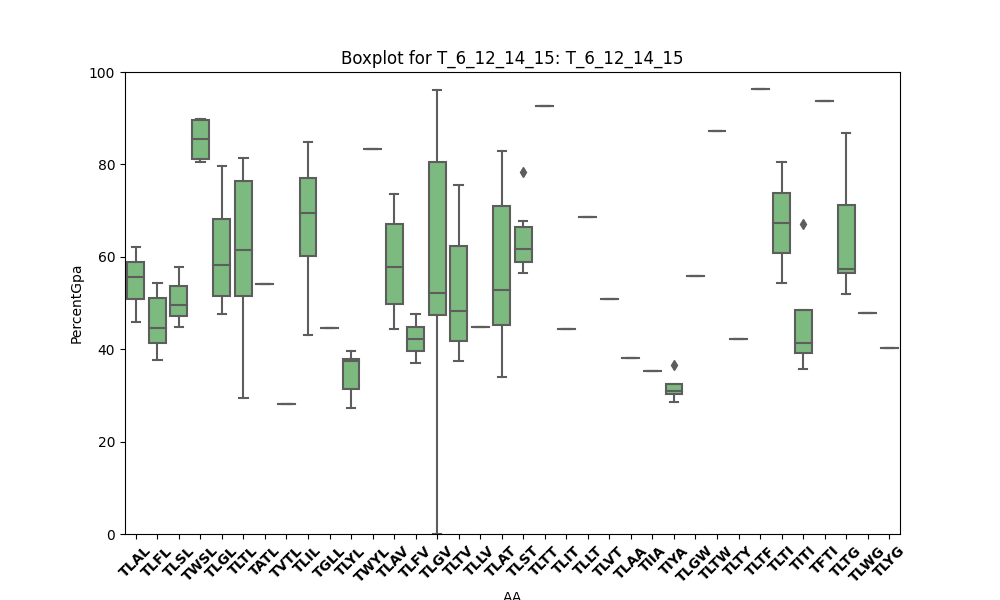 Boxplot for T_6_12_14_15: T_6_12_14_15
100
80
60
40
20
0
PercentGpa
TLAL TLFL TLSL TWSL TLGL TLTL TATL TVTL TLIL TGLL TLYL TWYL TLAV TLFV TLGV TLTV TLLV TLAT TLST TLTT TLIT TLLT TLVT TLAA TIIA TIYA TLGW TLTW TLTY TLTF TLTI TITI TFTI TLTG TLWG TLYG
AA